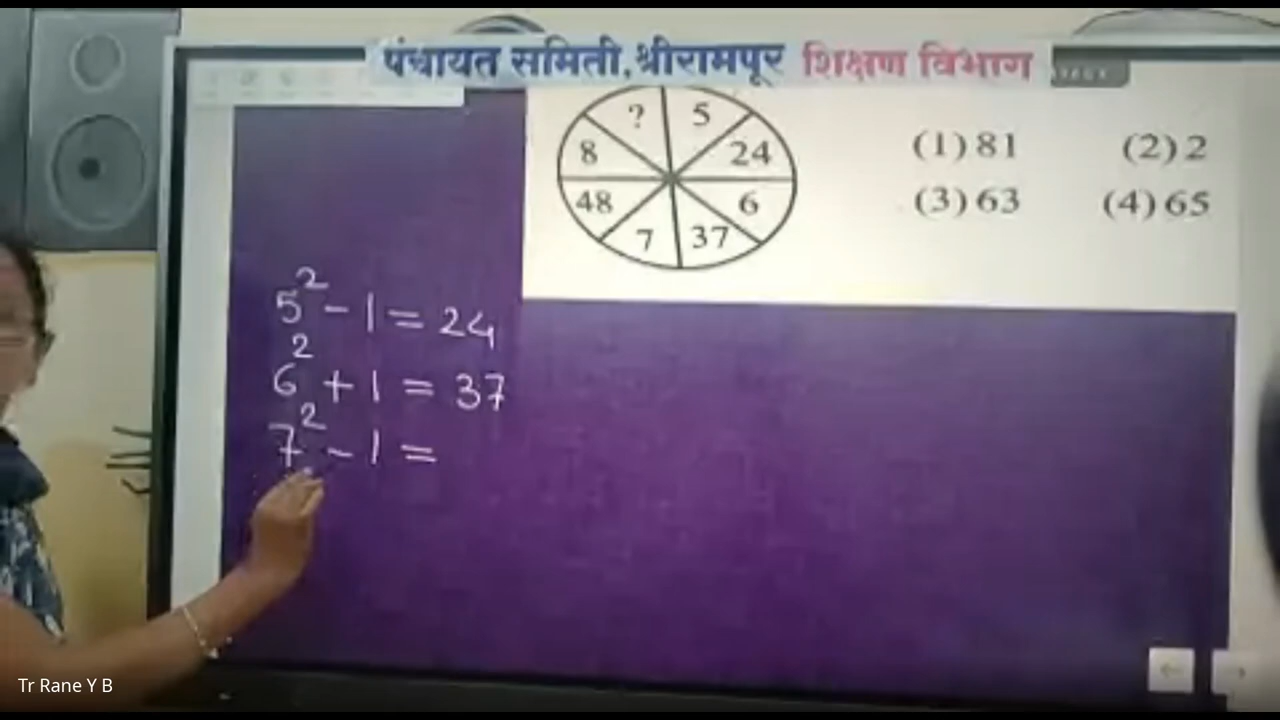 पंचायत समिती,श्रीरामपूर शिक्षण विभाग
? 5
8 24
48 6
7 37
(1) 81 (2) 2
(3) 63 (4) 65
5² - 1 = 24
6² + 1 = 37
7² - 1 =
Tr Rane Y B